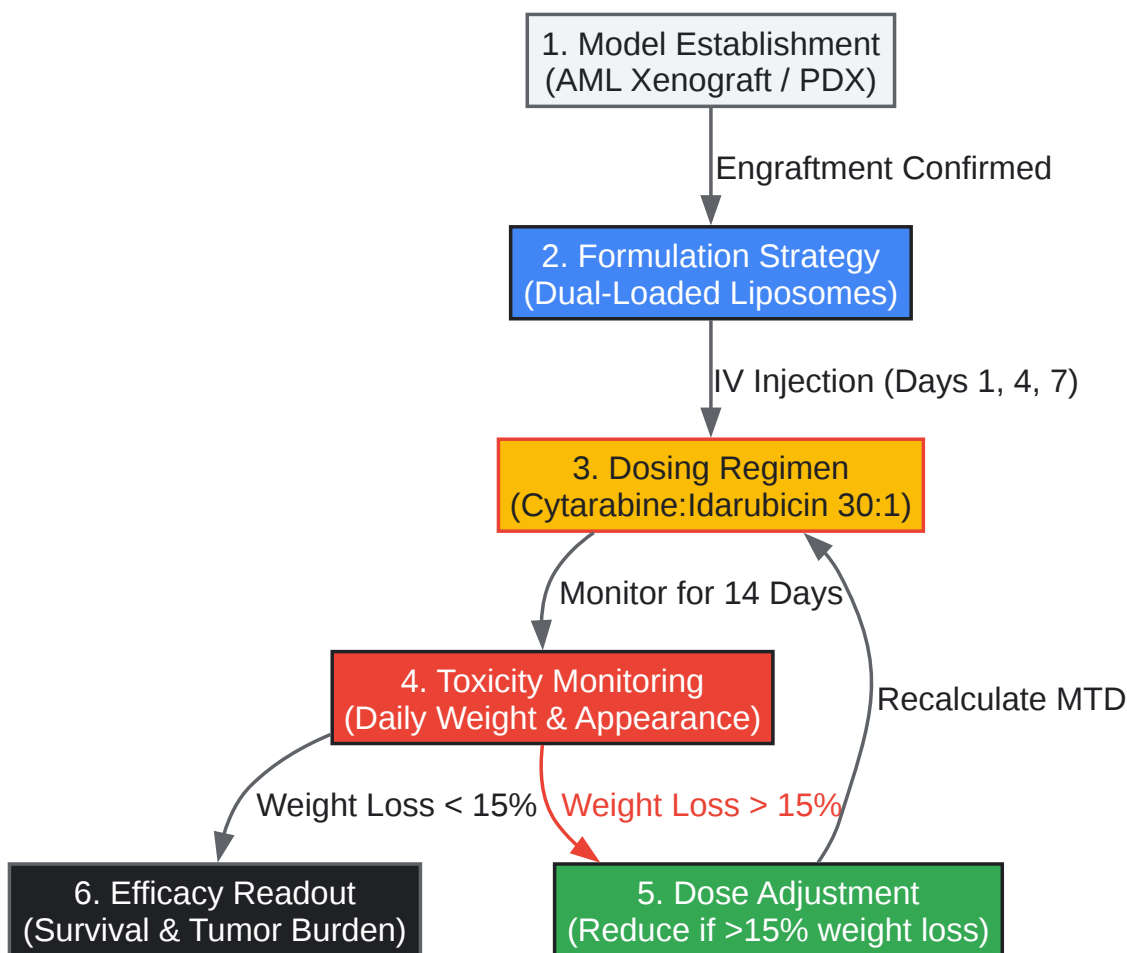 1. Model Establishment
(AML Xenograft / PDX)
Engraftment Confirmed
2. Formulation Strategy
(Dual-Loaded Liposomes)
IV Injection (Days 1, 4, 7)
3. Dosing Regimen
(Cytarabine:Idarubicin 30:1)
Monitor for 14 Days
4. Toxicity Monitoring
(Daily Weight & Appearance)
Recalculate MTD
Weight Loss < 15%
Weight Loss > 15%
6. Efficacy Readout
(Survival & Tumor Burden)
5. Dose Adjustment
(Reduce if >15% weight loss)